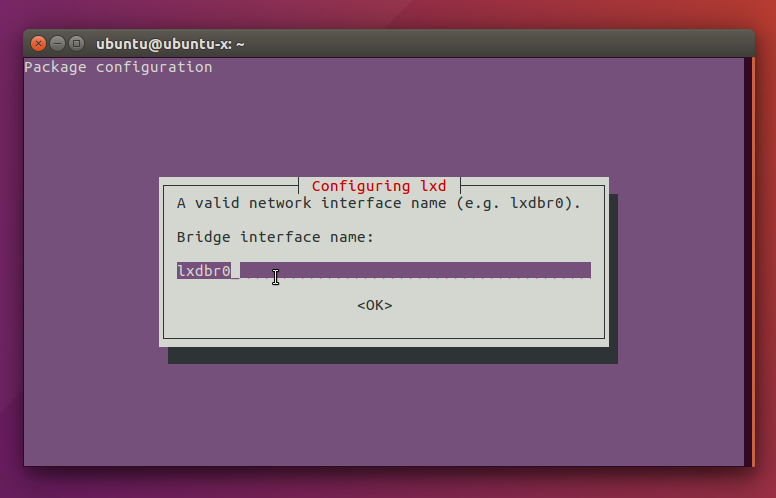 ubuntu@ubuntu-x: ~
Package configuration
Configuring lxd
A valid network interface name (e.g. lxdbr0).
Bridge interface name:
lxdbr0
<OK>